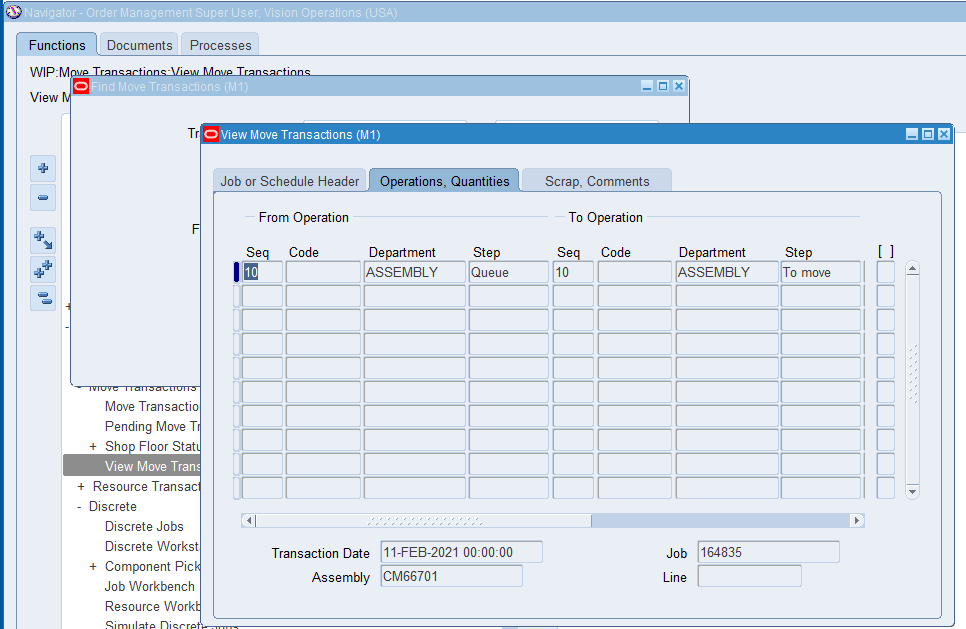 Navigator - Order Management Super User, Vision Operations (USA)
Functions Documents Processes
WIP:Move Transactions:View Move Transactions
View M
Find Move Transactions (M1)
Tr
View Move Transactions (M1)
Job or Schedule Header Operations, Quantities Scrap, Comments
F
From Operation To Operation
Seq Code Department Step Seq Code Department Step [ ]
10 ASSEMBLY Queue 10 ASSEMBLY To move
+
-
- Move Transactions
Move Transactio
Pending Move Tr
+ Shop Floor Statu
View Move Trans
+ Resource Transact
- Discrete
Discrete Jobs
Discrete Workst
+ Component Pick
Job Workbench
Resource Workb
Simulate Discrete Jobs
Transaction Date 11-FEB-2021 00:00:00 Job 164835
Assembly CM66701 Line